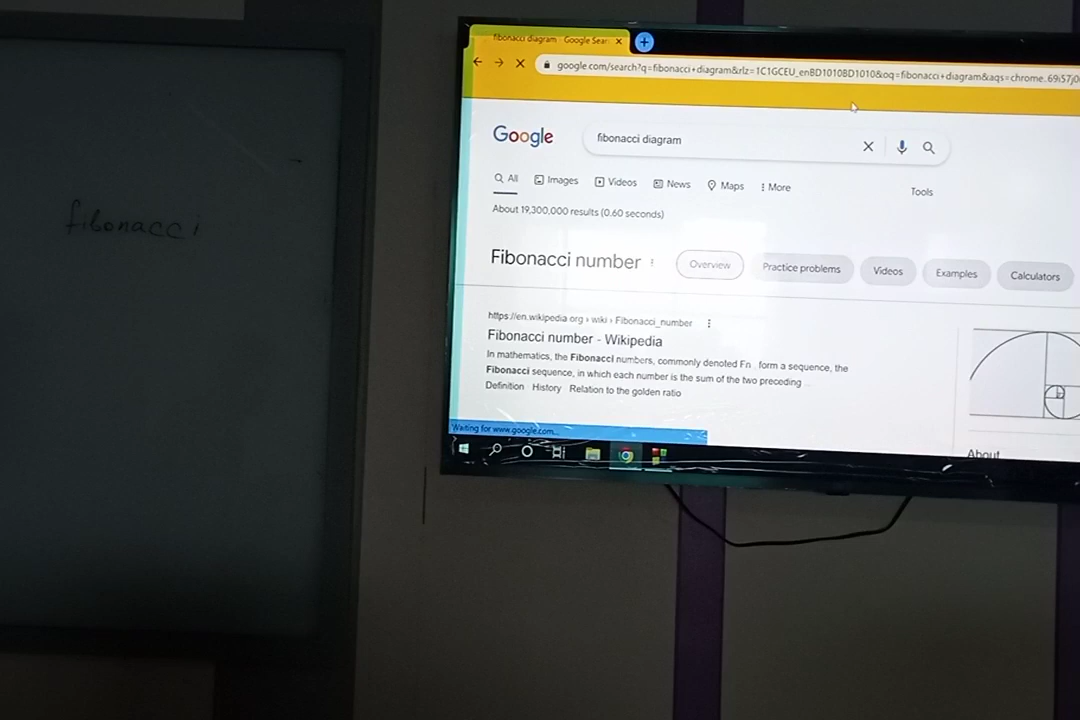 fibonacci
fibonacci diagram - Google Sear
google.com/search?q=fibonacci+diagram&rlz=1C1GCEU_enBD1010BD1010&oq=fibonacci+diagram&aqs=chrome..69i57j0
Google
fibonacci diagram
All Images Videos News Maps More Tools
About 19,300,000 results (0.60 seconds)
Fibonacci number
Overview Practice problems Videos Examples Calculators
https://en.wikipedia.org › wiki › Fibonacci_number
Fibonacci number - Wikipedia
In mathematics, the Fibonacci numbers, commonly denoted Fn , form a sequence, the
Fibonacci sequence, in which each number is the sum of the two preceding ...
Definition · History · Relation to the golden ratio
About
Waiting for www.google.com...